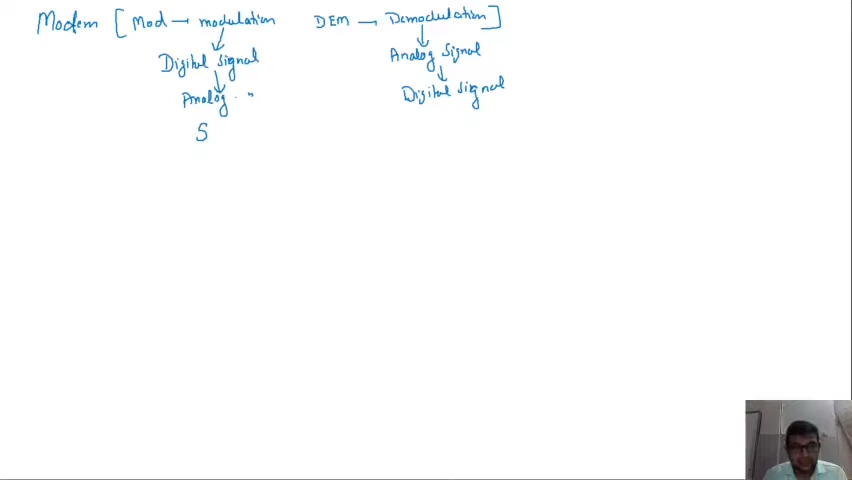 Modem [ Mod → modulation DEM → Demodulation ]
Digital Signal Analog Signal
Analog " Digital Signal
S